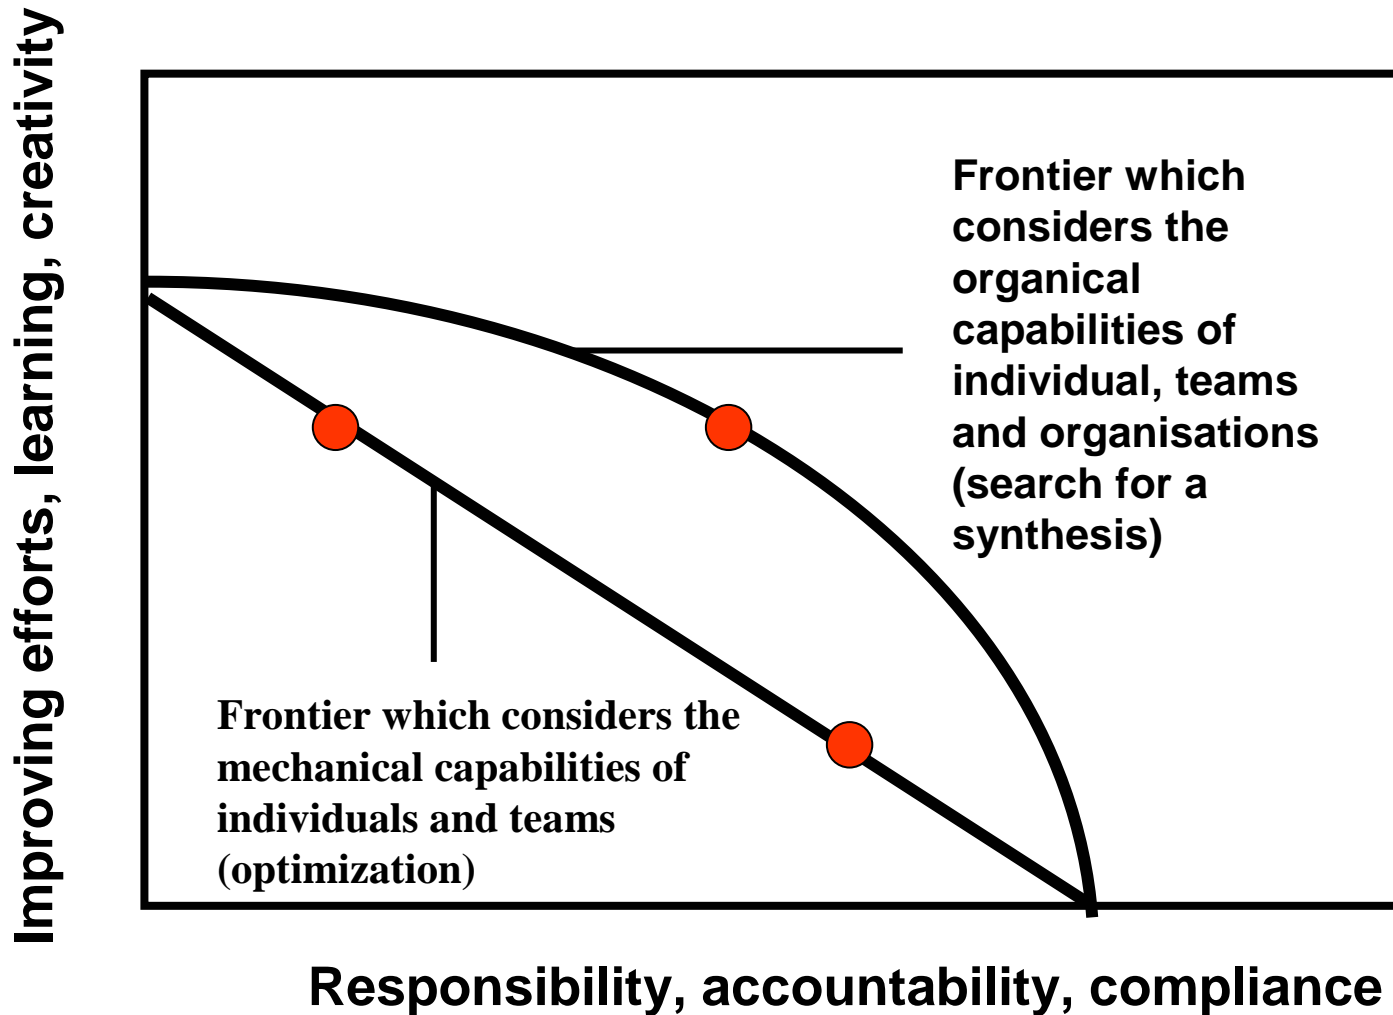 Improving efforts, learning, creativity
Frontier which
considers the
organical
capabilities of
individual, teams
and organisations
(search for a
synthesis)
Frontier which considers the
mechanical capabilities of
individuals and teams
(optimization)
Responsibility, accountability, compliance